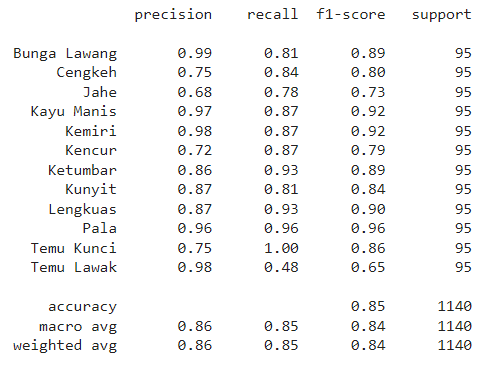 precision recall f1-score support
Bunga Lawang 0.99 0.81 0.89 95
Cengkeh 0.75 0.84 0.80 95
Jahe 0.68 0.78 0.73 95
Kayu Manis 0.97 0.87 0.92 95
Kemiri 0.98 0.87 0.92 95
Kencur 0.72 0.87 0.79 95
Ketumbar 0.86 0.93 0.89 95
Kunyit 0.87 0.81 0.84 95
Lengkuas 0.87 0.93 0.90 95
Pala 0.96 0.96 0.96 95
Temu Kunci 0.75 1.00 0.86 95
Temu Lawak 0.98 0.48 0.65 95
accuracy 0.85 1140
macro avg 0.86 0.85 0.84 1140
weighted avg 0.86 0.85 0.84 1140